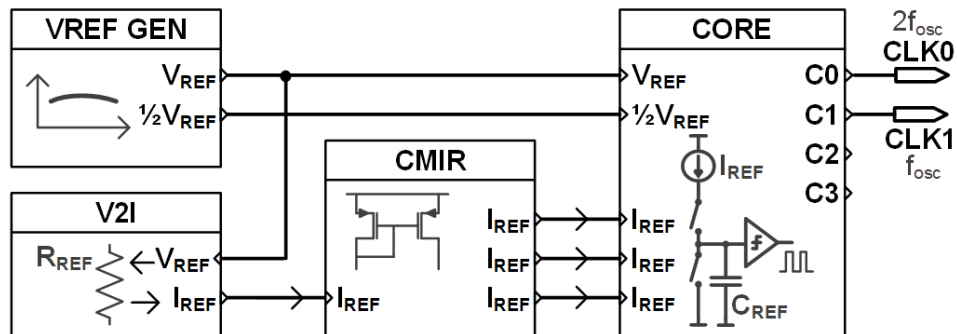 VREF GEN
VREF
½VREF
V2I
RREF
VREF
IREF
CMIR
IREF
IREF
IREF
IREF
CORE
VREF
½VREF
IREF
IREF
IREF
IREF
CREF
C0
C1
C2
C3
2fosc
CLK0
CLK1
fosc